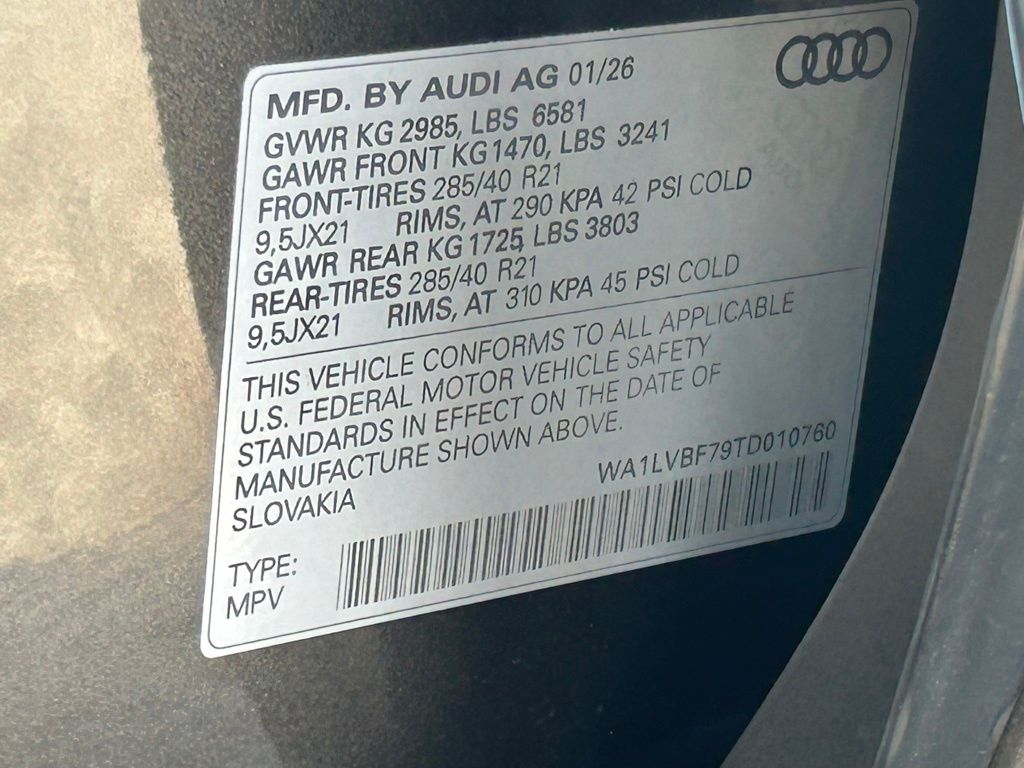 MFD. BY AUDI AG 01/26
GVWR KG 2985, LBS 6581
GAWR FRONT KG1470, LBS 3241
FRONT-TIRES 285/40 R21
9,5JX21 RIMS, AT 290 KPA 42 PSI COLD
GAWR REAR KG 1725, LBS 3803
REAR-TIRES 285/40 R21
9,5JX21 RIMS, AT 310 KPA 45 PSI COLD
THIS VEHICLE CONFORMS TO ALL APPLICABLE
U.S. FEDERAL MOTOR VEHICLE SAFETY
STANDARDS IN EFFECT ON THE DATE OF
MANUFACTURE SHOWN ABOVE.
SLOVAKIA
WA1LVBF79TD010760
TYPE:
MPV